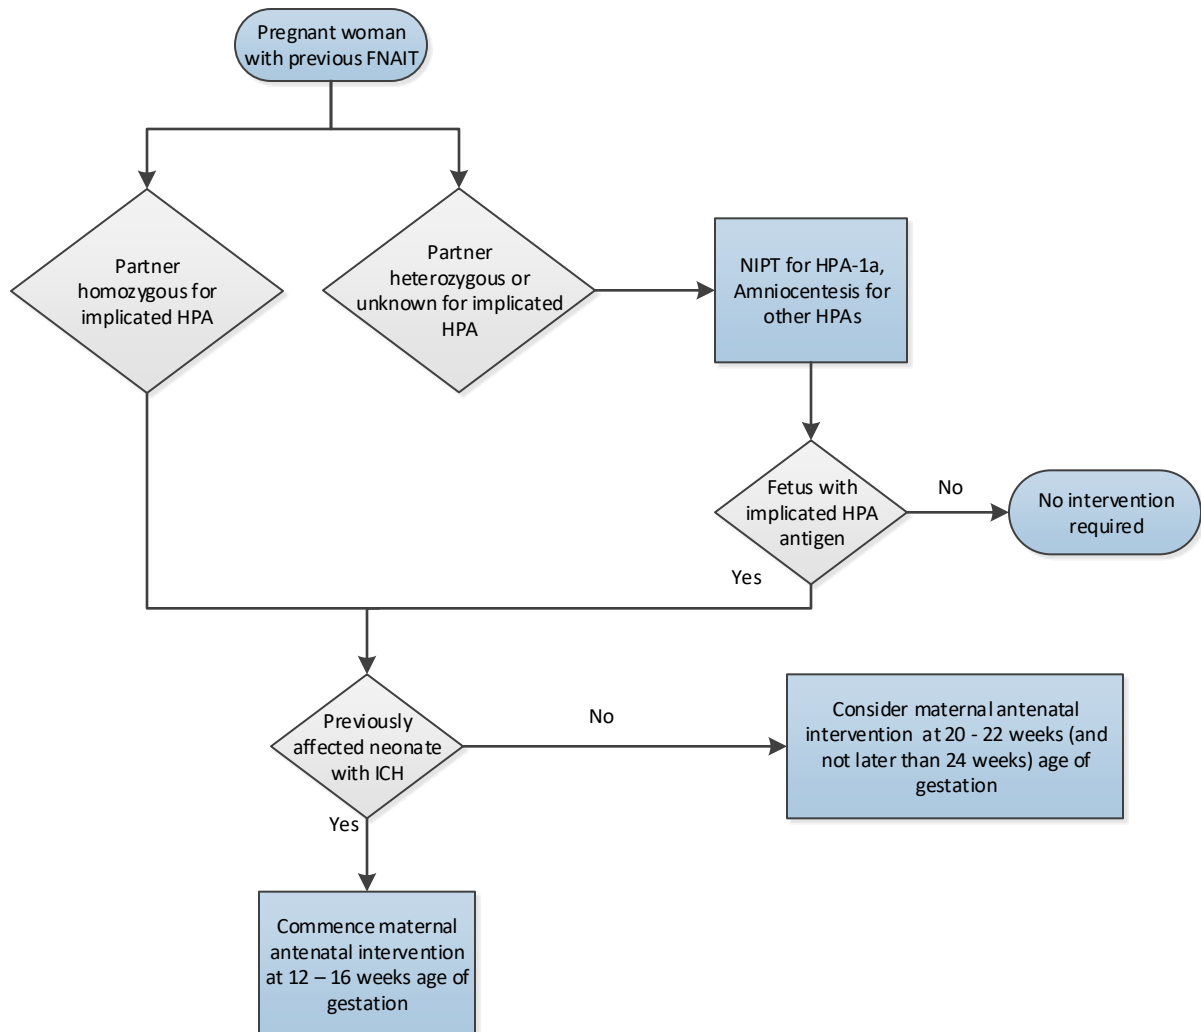 Pregnant woman
with previous FNAIT
Partner
homozygous for
implicated HPA
Partner
heterozygous or
unknown for implicated
HPA
NIPT for HPA-1a,
Amniocentesis for
other HPAs
Fetus with
implicated HPA
antigen
No
No intervention
required
Yes
Previously
affected neonate
with ICH
No
Consider maternal antenatal
intervention at 20 - 22 weeks (and
not later than 24 weeks) age of
gestation
Yes
Commence maternal
antenatal intervention
at 12 – 16 weeks age of
gestation